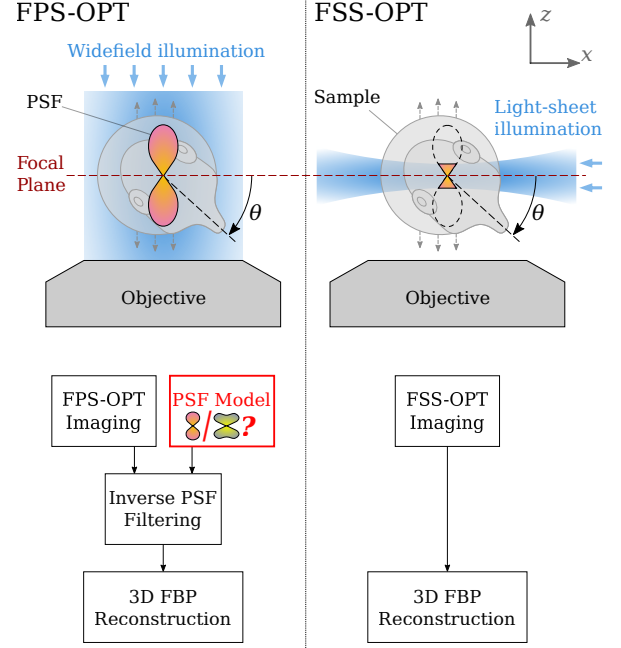 FPS-OPT
Widefield illumination
PSF
Focal
Plane
θ
Objective
FPS-OPT
Imaging
PSF Model
/ ?
Inverse PSF
Filtering
3D FBP
Reconstruction
FSS-OPT
z
x
Sample
Light-sheet
illumination
θ
Objective
FSS-OPT
Imaging
3D FBP
Reconstruction